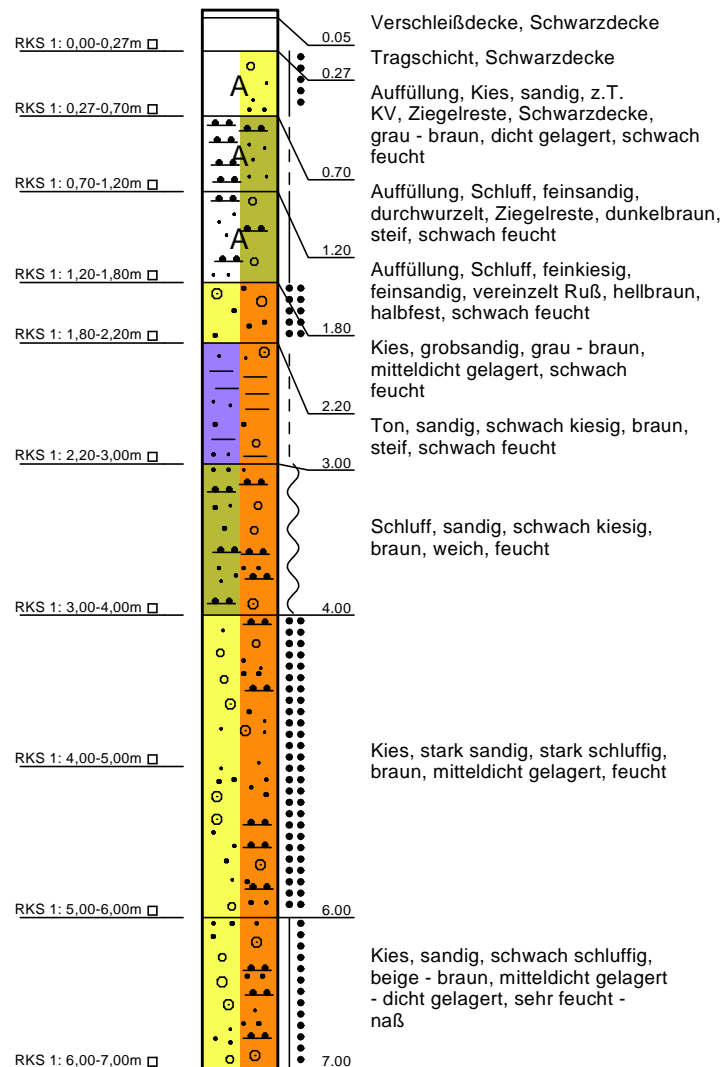 0.05
Verschleißdecke, Schwarzdecke
RKS 1: 0,00-0,27m
0.27
Tragschicht, Schwarzdecke
A
Auffüllung, Kies, sandig, z.T.
KV, Ziegelreste, Schwarzdecke,
grau - braun, dicht gelagert, schwach
feucht
RKS 1: 0,27-0,70m
0.70
A
Auffüllung, Schluff, feinsandig,
durchwurzelt, Ziegelreste, dunkelbraun,
steif, schwach feucht
RKS 1: 0,70-1,20m
1.20
A
Auffüllung, Schluff, feinkiesig,
feinsandig, vereinzelt Ruß, hellbraun,
halbfest, schwach feucht
RKS 1: 1,20-1,80m
1.80
Kies, grobsandig, grau - braun,
mitteldicht gelagert, schwach
feucht
RKS 1: 1,80-2,20m
2.20
Ton, sandig, schwach kiesig, braun,
steif, schwach feucht
RKS 1: 2,20-3,00m
3.00
Schluff, sandig, schwach kiesig,
braun, weich, feucht
RKS 1: 3,00-4,00m
4.00
Kies, stark sandig, stark schluffig,
braun, mitteldicht gelagert, feucht
RKS 1: 4,00-5,00m
RKS 1: 5,00-6,00m
6.00
Kies, sandig, schwach schluffig,
beige - braun, mitteldicht gelagert
- dicht gelagert, sehr feucht -
naß
RKS 1: 6,00-7,00m
7.00